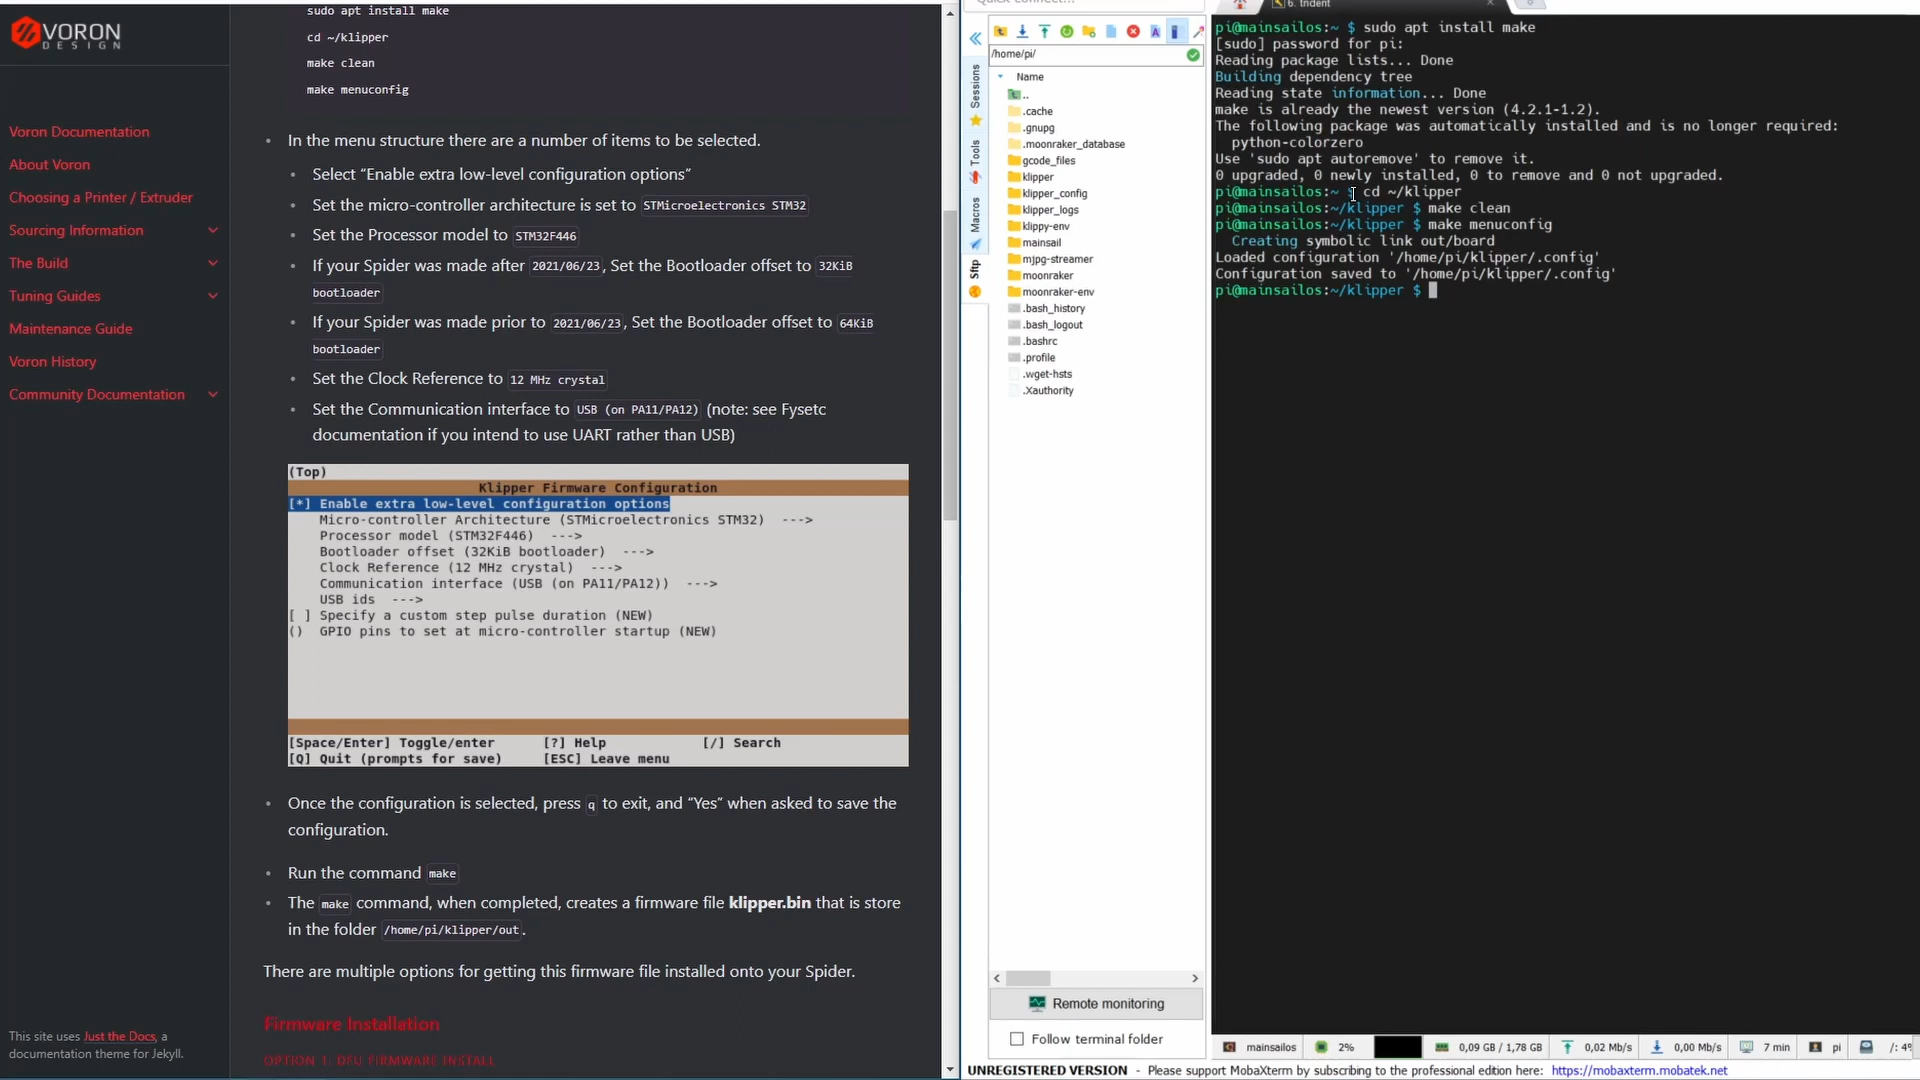 VORON
DESIGN
Voron Documentation
About Voron
Choosing a Printer / Extruder
Sourcing Information
The Build
Tuning Guides
Maintenance Guide
Voron History
Community Documentation
This site uses Just the Docs, a
documentation theme for Jekyll.
sudo apt install make
cd ~/klipper
make clean
make menuconfig
In the menu structure there are a number of items to be selected.
Select “Enable extra low-level configuration options”
Set the micro-controller architecture is set to STMicroelectronics STM32
Set the Processor model to STM32F446
If your Spider was made after 2021/06/23, Set the Bootloader offset to 32KiB
bootloader
If your Spider was made prior to 2021/06/23, Set the Bootloader offset to 64KiB
bootloader
Set the Clock Reference to 12 MHz crystal
Set the Communication interface to USB (on PA11/PA12) (note: see Fysetc
documentation if you intend to use UART rather than USB)
(Top)
Klipper Firmware Configuration
[*] Enable extra low-level configuration options
Micro-controller Architecture (STMicroelectronics STM32) --->
Processor model (STM32F446) --->
Bootloader offset (32KiB bootloader) --->
Clock Reference (12 MHz crystal) --->
Communication interface (USB (on PA11/PA12)) --->
USB ids --->
[ ] Specify a custom step pulse duration (NEW)
() GPIO pins to set at micro-controller startup (NEW)
[Space/Enter] Toggle/enter [?] Help [/] Search
[Q] Quit (prompts for save) [ESC] Leave menu
Once the configuration is selected, press q to exit, and “Yes” when asked to save the
configuration.
Run the command make
The make command, when completed, creates a firmware file klipper.bin that is store
in the folder /home/pi/klipper/out.
There are multiple options for getting this firmware file installed onto your Spider.
Firmware Installation
OPTION 1: DFU FIRMWARE INSTALL
Quick connect...
Sessions
Tools
Macros
Sftp
/home/pi/
Name
..
.cache
.gnupg
.moonraker_database
gcode_files
klipper
klipper_config
klipper_logs
klippy-env
mainsail
mjpg-streamer
moonraker
moonraker-env
.bash_history
.bash_logout
.bashrc
.profile
.wget-hsts
.Xauthority
Remote monitoring
Follow terminal folder
6. Trident
pi@mainsailos:~ $ sudo apt install make
[sudo] password for pi:
Reading package lists... Done
Building dependency tree
Reading state information... Done
make is already the newest version (4.2.1-1.2).
The following package was automatically installed and is no longer required:
python-colorzero
Use 'sudo apt autoremove' to remove it.
0 upgraded, 0 newly installed, 0 to remove and 0 not upgraded.
pi@mainsailos:~ $ cd ~/klipper
pi@mainsailos:~/klipper $ make clean
pi@mainsailos:~/klipper $ make menuconfig
Creating symbolic link out/board
Loaded configuration '/home/pi/klipper/.config'
Configuration saved to '/home/pi/klipper/.config'
pi@mainsailos:~/klipper $
mainsailos 2% 0,09 GB / 1,78 GB 0,02 Mb/s 0,00 Mb/s 7 min pi /: 4%
UNREGISTERED VERSION - Please support MobaXterm by subscribing to the professional edition here: https://mobaxterm.mobatek.net